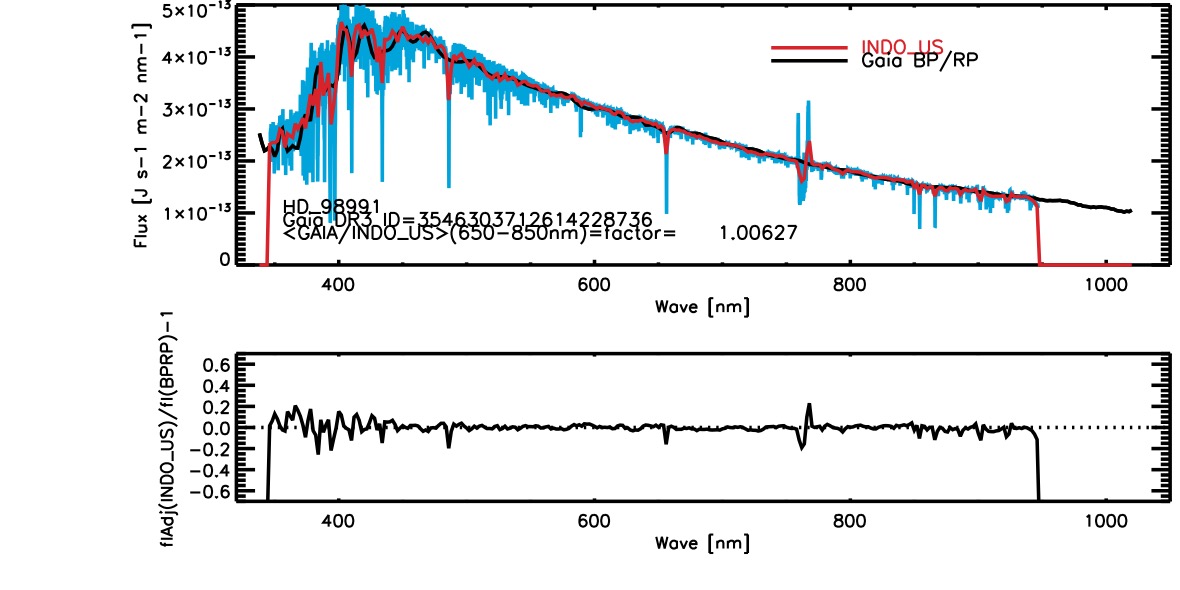 5×10−13
4×10−13
3×10−13
2×10−13
1×10−13
0
Flux [J s−1 m−2 nm−1]
INDO_US
Gaia BP/RP
HD_98991
Gaia DR3 ID=3546303712614228736
<GAIA/INDO_US>(650−850nm)=factor= 1.00627
400 600 800 1000
Wave [nm]
flAdj(INDO_US)/fl(BPRP)−1
0.6
0.4
0.2
0.0
−0.2
−0.4
−0.6
400 600 800 1000
Wave [nm]